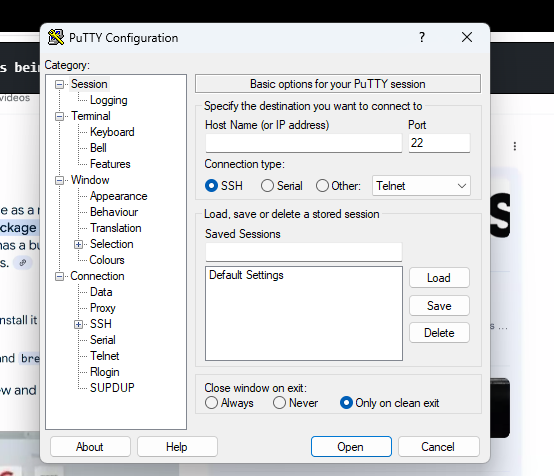 PuTTY Configuration
?
s bein
videos
Category:
Session
Logging
Terminal
Keyboard
Bell
Features
Window
Appearance
Behaviour
Translation
Selection
Colours
Connection
Data
Proxy
SSH
Serial
Telnet
Rlogin
SUPDUP
Basic options for your PuTTY session
Specify the destination you want to connect to
Host Name (or IP address)
Port
22
Connection type:
SSH
Serial
Other:
Telnet
Load, save or delete a stored session
Saved Sessions
Default Settings
Load
Save
Delete
Close window on exit:
Always
Never
Only on clean exit
About
Help
Open
Cancel
e as a
ckage
has a bu
s.
nstall it
and bre
ew and
s ...